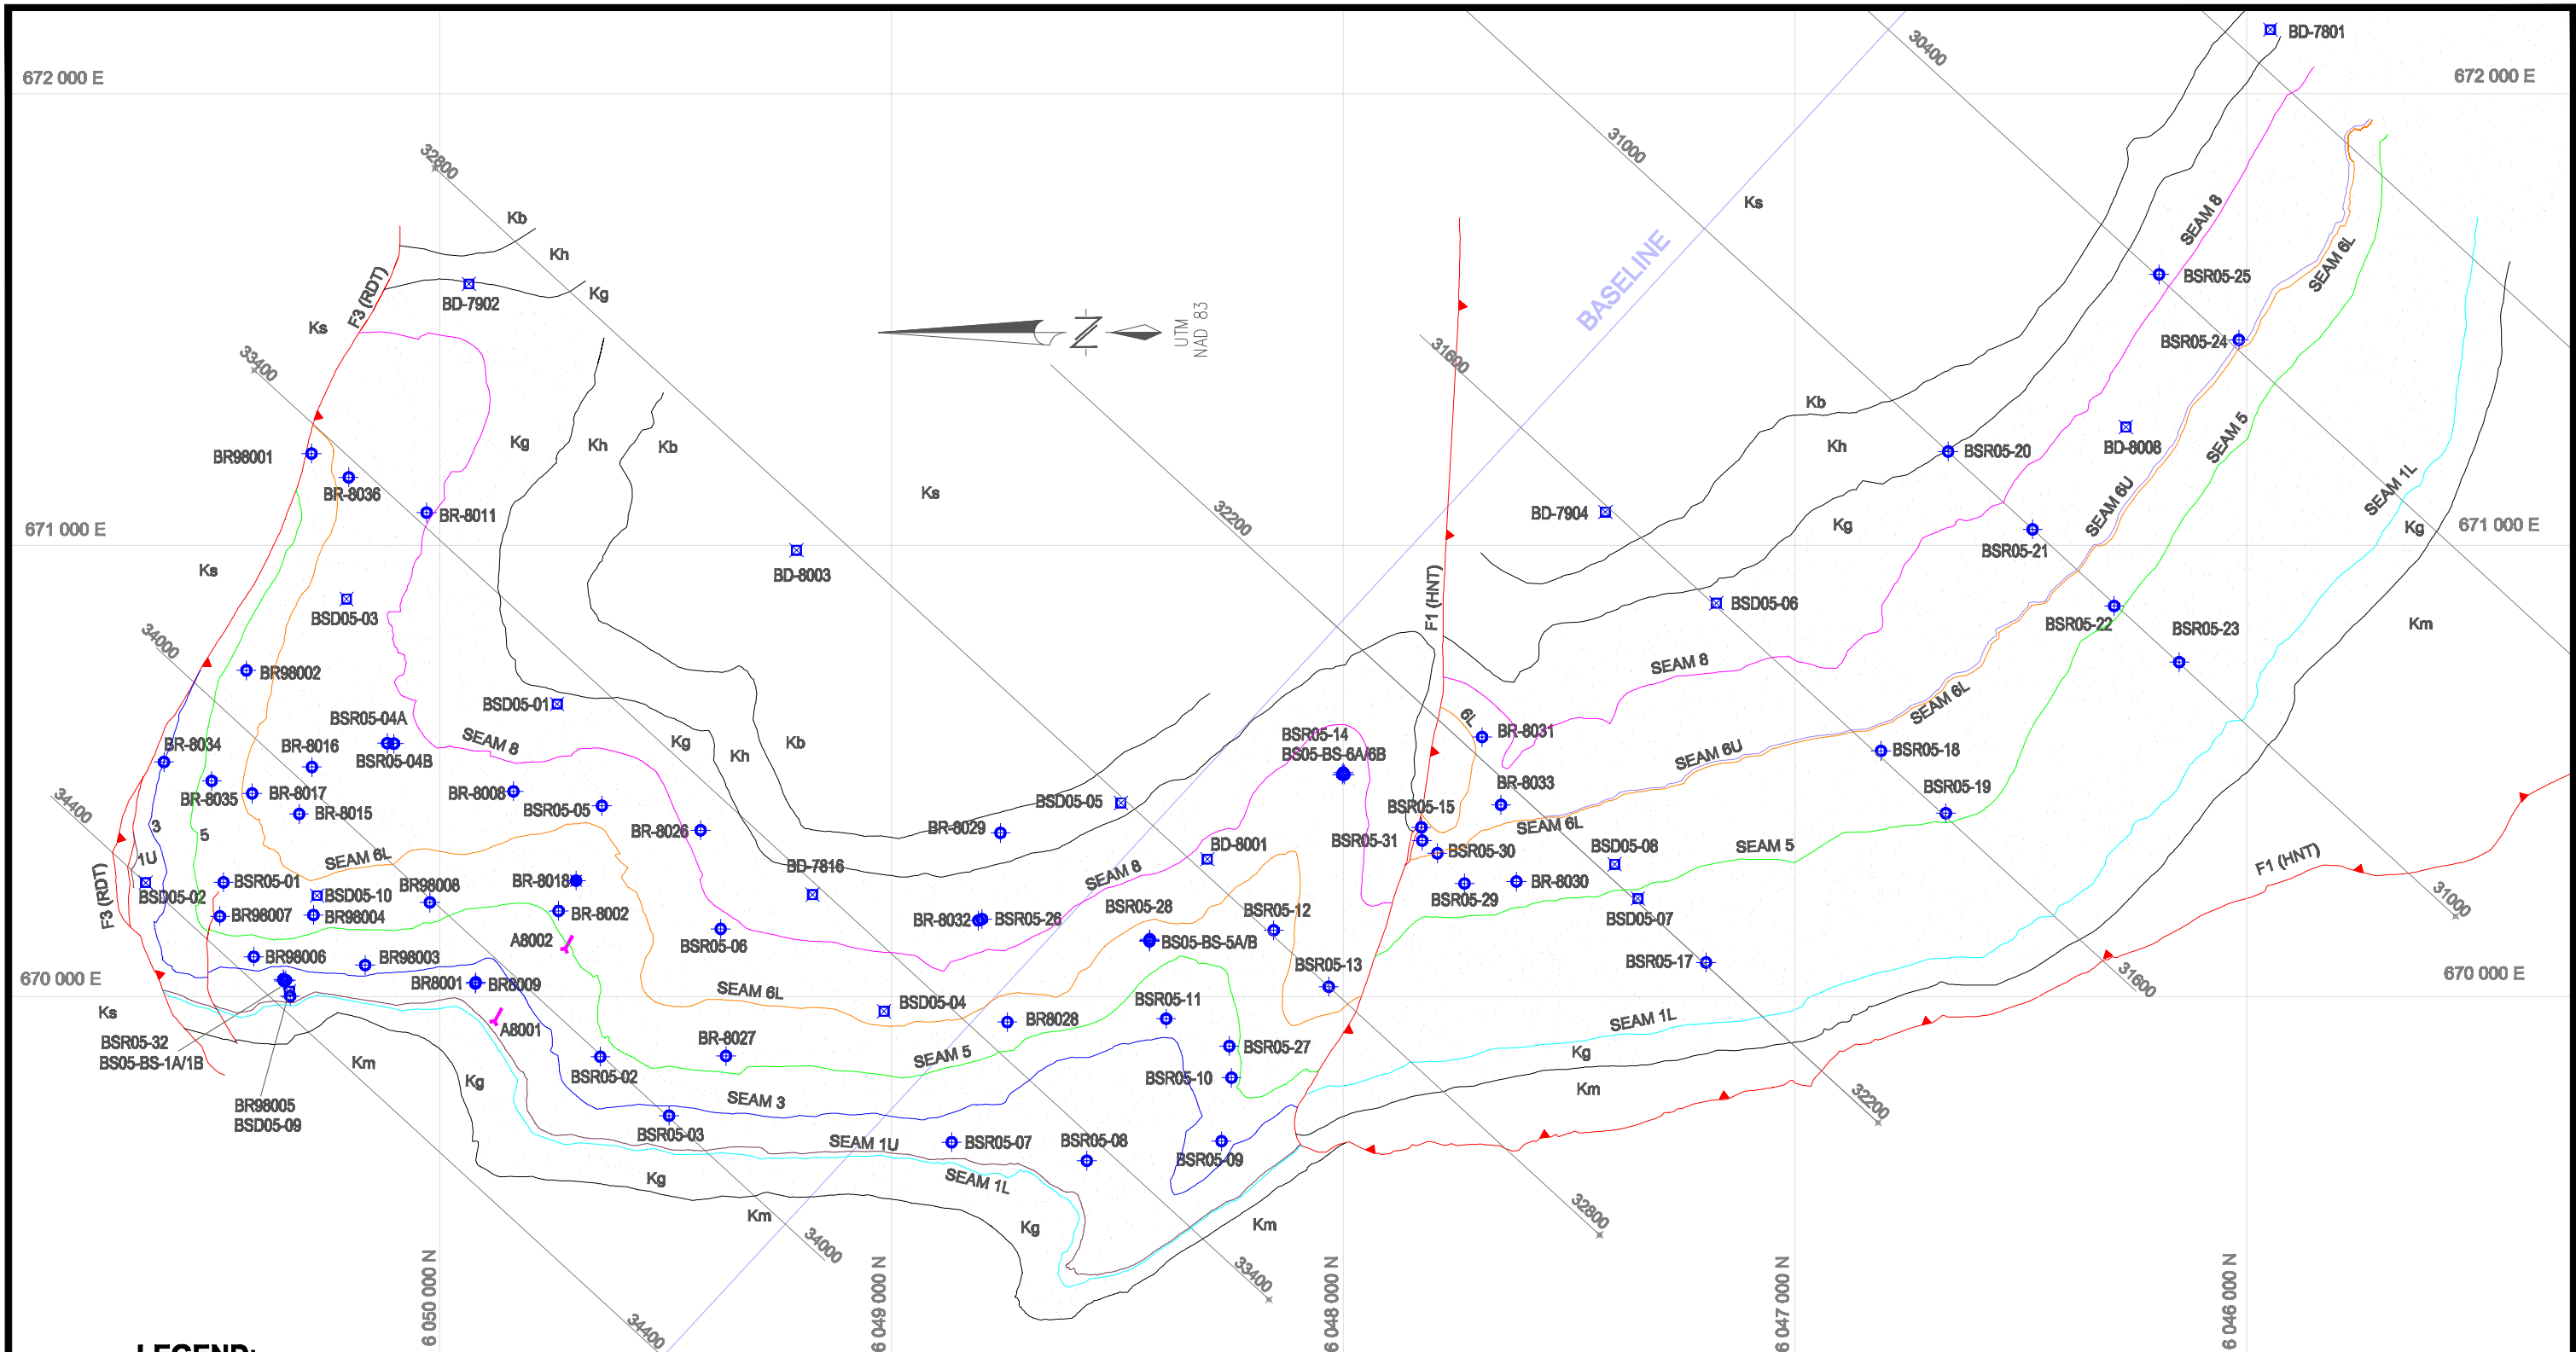 BD-7801
672 000 E
672 000 E
30400
31000
32800
Ks
Kb
Kh
BASELINE
SEAM 8
SEAM 6L
F3 (RDT)
BD-7902
Kg
Ks
UTM
NAD 83
N
BSR05-25
BSR05-24
33400
31600
Kb
Kh
Kg
Kh
Kb
BR98001
BR-8036
BR-8011
Ks
BSR05-20
BD-8008
SEAM 5
SEAM 6U
SEAM 1L
BD-7904
32200
Kg
Kg
671 000 E
671 000 E
BSR05-21
Ks
BD-8003
F1 (HNT)
BSD05-03
BSD05-06
BSR05-22
BSR05-23
Km
34000
BR98002
SEAM 8
BSD05-01
SEAM 6L
BSR05-04A
6L
BR-8034
BR-8016
SEAM 8
Kg
Kh
Kb
BSR05-14
BS05-BS-6A/6B
BR-8031
SEAM 6U
BSR05-18
BSR05-04B
BR-8035
BR-8017
BR-8008
BSR05-05
BSD05-05
BR-8033
BSR05-19
34400
BR-8015
BR-8026
BR-8029
BSR05-15
SEAM 6L
3
5
BSR05-31
BSR05-30
SEAM 5
1U
SEAM 6L
BD-7816
BD-8001
BSD05-08
F1 (HNT)
F3 (RDT)
BSD05-02
BSR05-01
BSD05-10
BR98008
BR-8018
SEAM 8
BR-8030
BSR05-29
31000
BR98007
BR98004
BR-8002
BR-8032
BSR05-26
BSR05-28
BSR05-12
BSD05-07
A8002
BSR05-06
BS05-BS-5A/B
BR98006
BR98003
BSR05-13
BSR05-17
670 000 E
670 000 E
BR8001
BR8009
SEAM 6L
BSD05-04
BSR05-11
31600
Ks
A8001
BR8028
SEAM 1L
BSR05-32
BS05-BS-1A/1B
Km
BR-8027
SEAM 5
BSR05-27
Kg
BSR05-02
Kg
BSR05-10
Km
BR98005
BSD05-09
SEAM 3
32200
BSR05-03
SEAM 1U
BSR05-07
BSR05-08
BSR05-09
Kg
SEAM 1L
Km
Kg
Km
32800
34000
33400
34400
6 050 000 N
6 049 000 N
6 048 000 N
6 047 000 N
6 046 000 N
LEGEND: